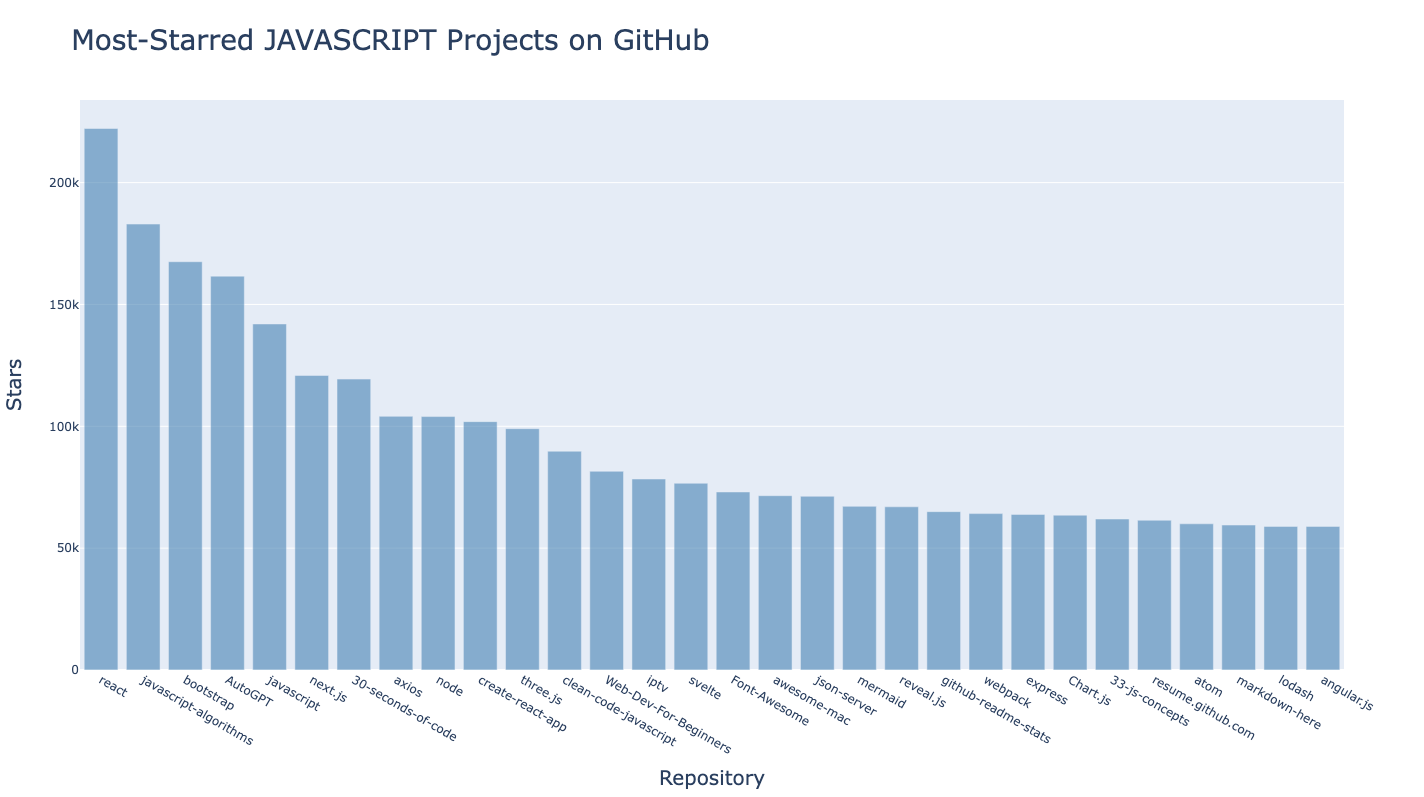 Most-Starred JAVASCRIPT Projects on GitHub
Stars
200k
150k
100k
50k
0
react
javascript-algorithms
bootstrap
AutoGPT
javascript
next.js
30-seconds-of-code
axios
node
create-react-app
three.js
clean-code-javascript
Web-Dev-For-Beginners
iptv
svelte
Font-Awesome
awesome-mac
json-server
mermaid
reveal.js
github-readme-stats
webpack
express
Chart.js
33-js-concepts
resume.github.com
atom
markdown-here
lodash
angular.js
Repository